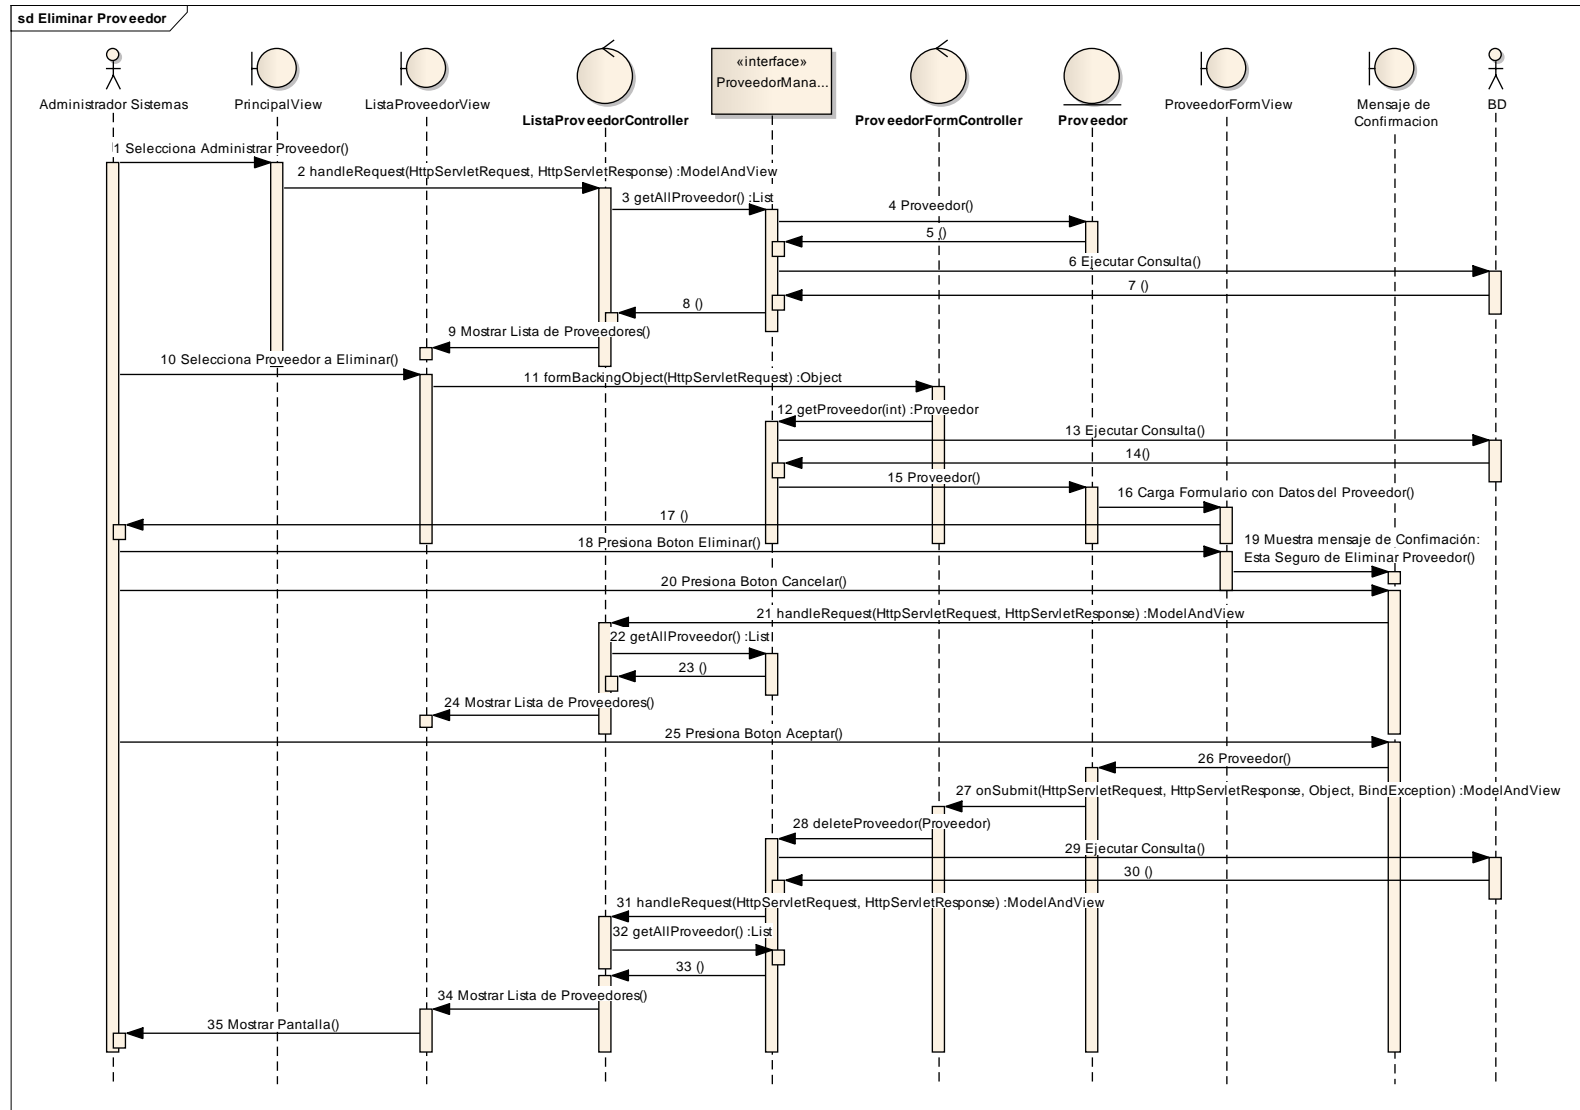 sd Eliminar Proveedor
Administrador Sistemas
PrincipalView
ListaProveedorView
ListaProveedorController
«interface»
ProveedorMana...
ProveedorFormController
Proveedor
ProveedorFormView
Mensaje de
Confirmacion
BD
1 Selecciona Administrar Proveedor()
2 handleRequest(HttpServletRequest, HttpServletResponse) :ModelAndView
3 getAllProveedor() :List
4 Proveedor()
5 ()
6 Ejecutar Consulta()
7 ()
8 ()
9 Mostrar Lista de Proveedores()
10 Selecciona Proveedor a Eliminar()
11 formBackingObject(HttpServletRequest) :Object
12 getProveedor(int) :Proveedor
13 Ejecutar Consulta()
14()
15 Proveedor()
16 Carga Formulario con Datos del Proveedor()
17 ()
18 Presiona Boton Eliminar()
19 Muestra mensaje de Confimación:
Esta Seguro de Eliminar Proveedor()
20 Presiona Boton Cancelar()
21 handleRequest(HttpServletRequest, HttpServletResponse) :ModelAndView
22 getAllProveedor() :List
23 ()
24 Mostrar Lista de Proveedores()
25 Presiona Boton Aceptar()
26 Proveedor()
27 onSubmit(HttpServletRequest, HttpServletResponse, Object, BindException) :ModelAndView
28 deleteProveedor(Proveedor)
29 Ejecutar Consulta()
30 ()
31 handleRequest(HttpServletRequest, HttpServletResponse) :ModelAndView
32 getAllProveedor() :List
33 ()
34 Mostrar Lista de Proveedores()
35 Mostrar Pantalla()